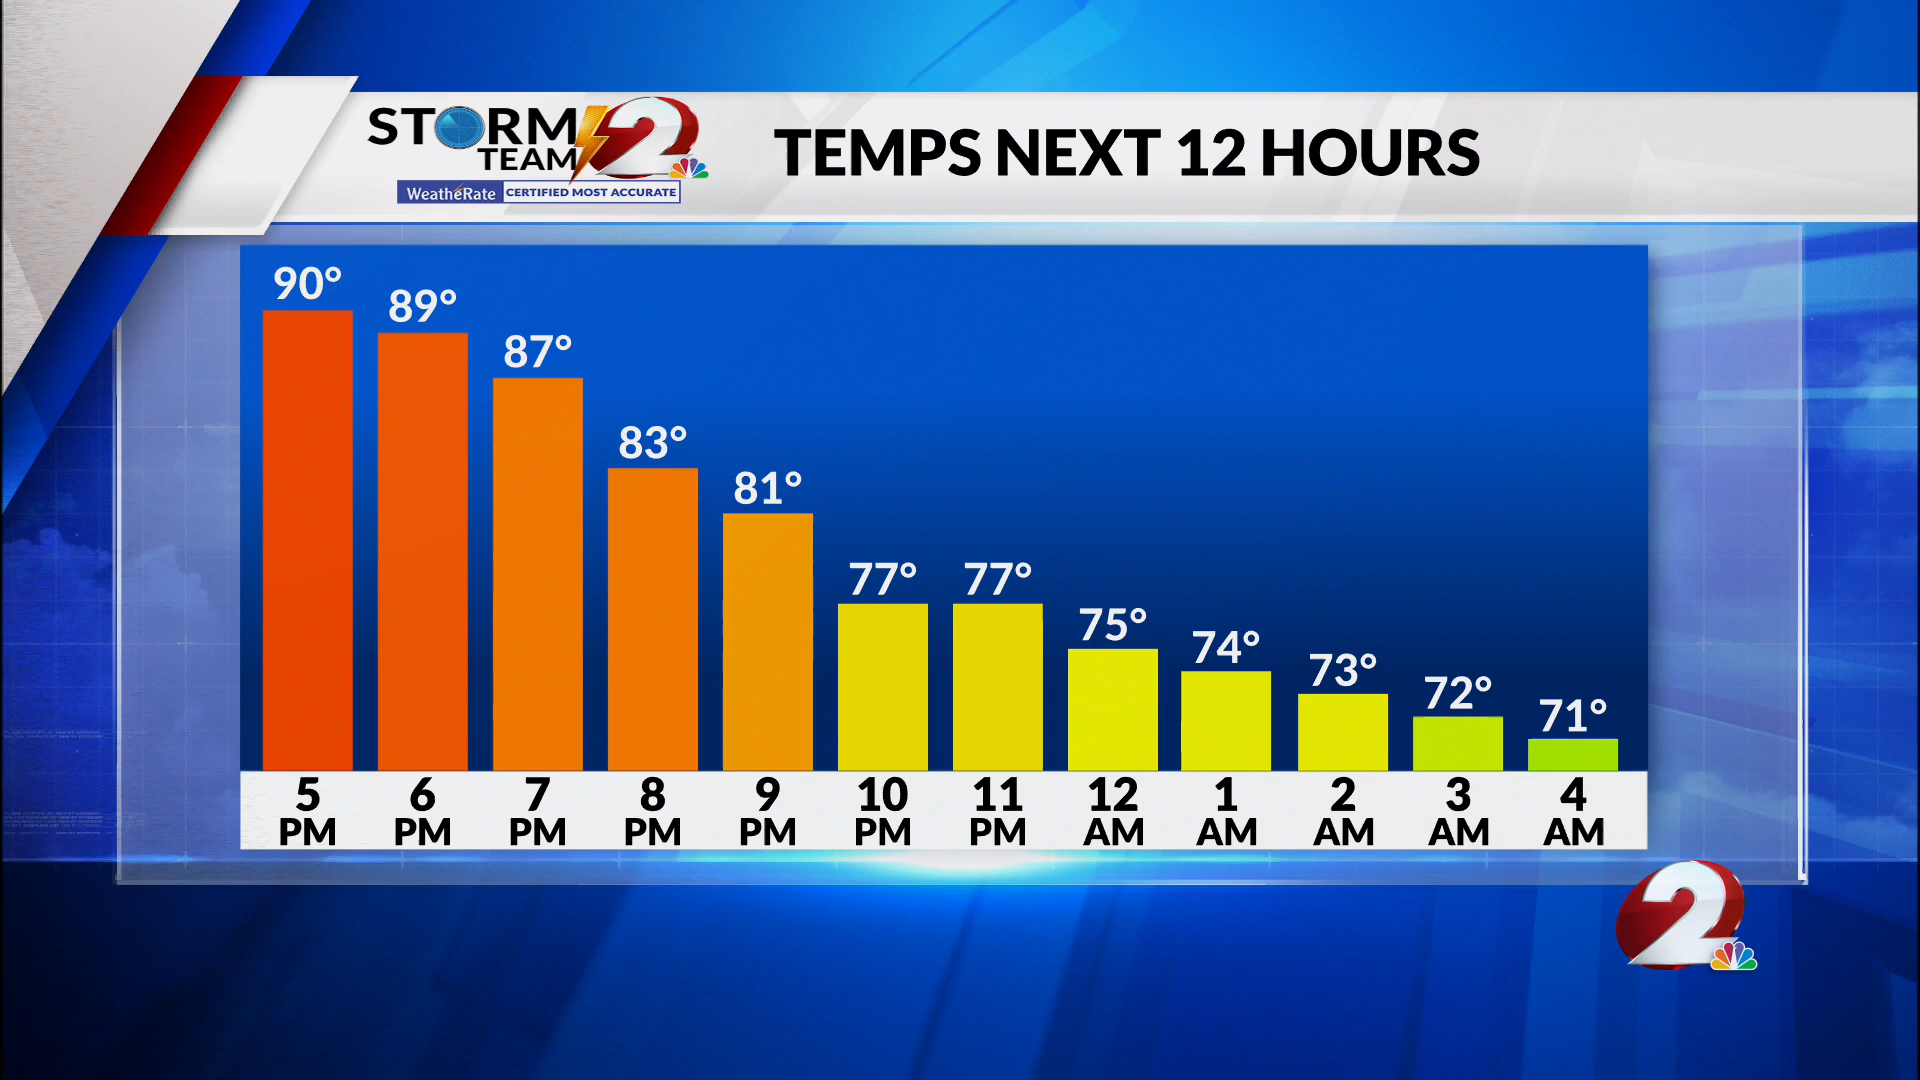 STORM
TEAM 2
WeatheRate CERTIFIED MOST ACCURATE
TEMPS NEXT 12 HOURS
90° 89° 87° 83° 81° 77° 77° 75° 74° 73° 72° 71°
5 6 7 8 9 10 11 12 1 2 3 4
PM PM PM PM PM PM PM AM AM AM AM AM
2